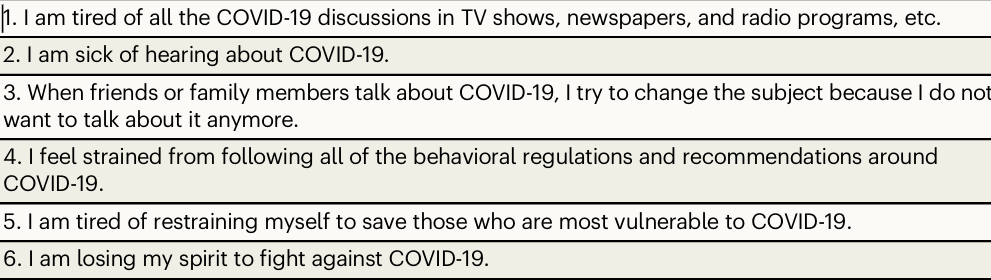 1. I am tired of all the COVID-19 discussions in TV shows, newspapers, and radio programs, etc.
2. I am sick of hearing about COVID-19.
3. When friends or family members talk about COVID-19, I try to change the subject because I do not
want to talk about it anymore.
4. I feel strained from following all of the behavioral regulations and recommendations around
COVID-19.
5. I am tired of restraining myself to save those who are most vulnerable to COVID-19.
6. I am losing my spirit to fight against COVID-19.